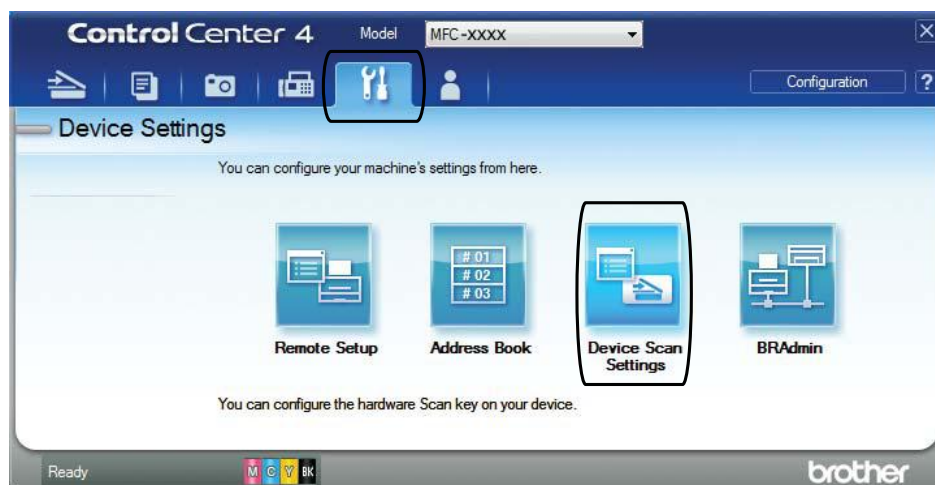 Control Center 4
Model
MFC-XXXX
Configuration
?
Device Settings
You can configure your machine's settings from here.
# 01
# 02
# 03
Remote Setup
Address Book
Device Scan
Settings
BRAdmin
You can configure the hardware Scan key on your device.
Ready
M C Y BK
brother